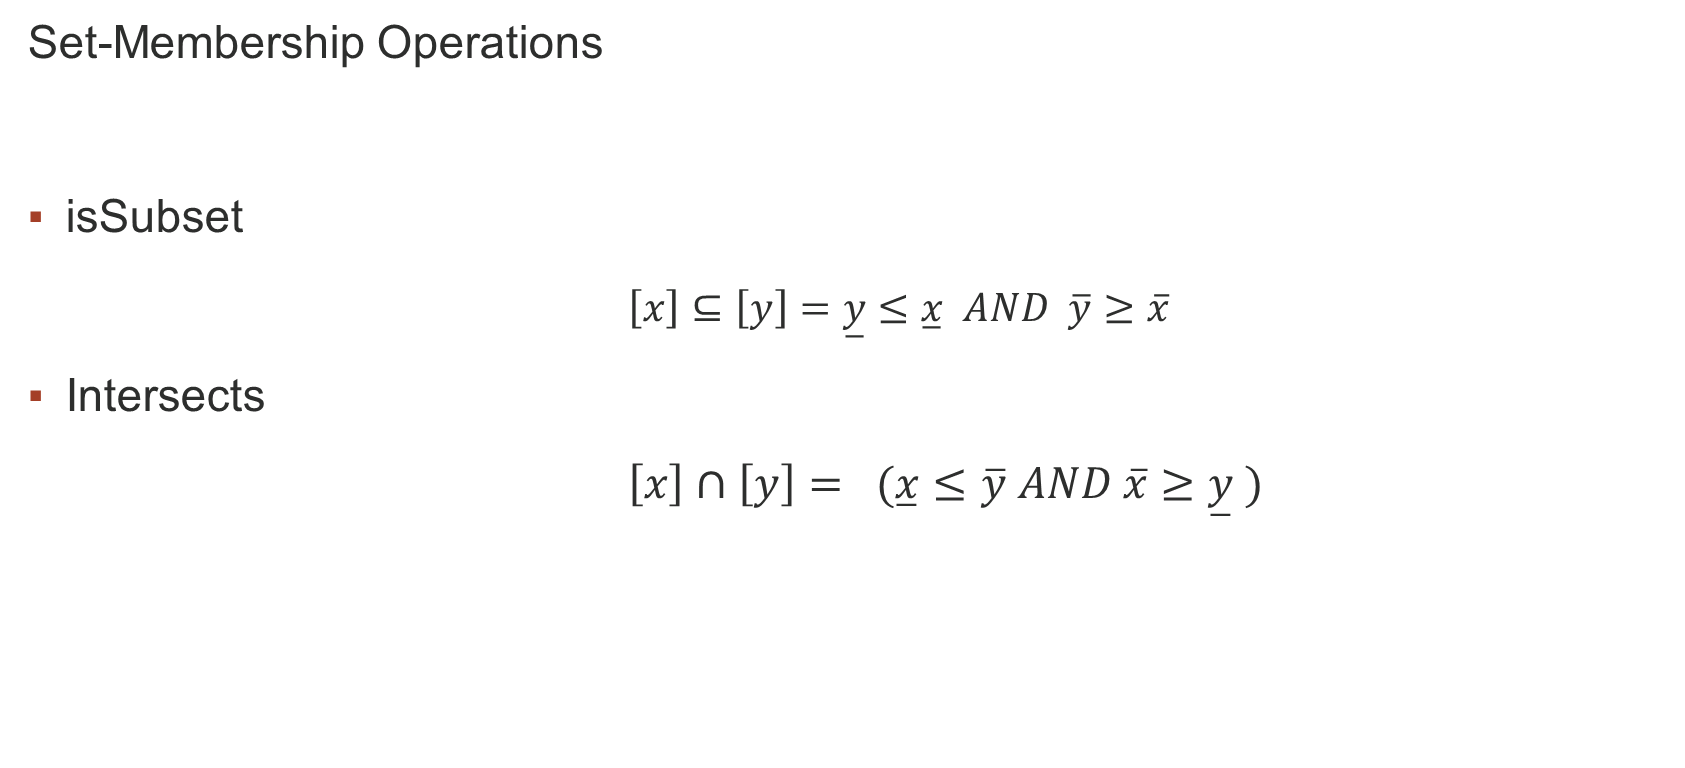 Set-Membership Operations
▪ isSubset
[x] ⊆ [y] = y̲ ≤ x̲ AND ȳ ≥ x̄
▪ Intersects
[x] ∩ [y] = (x̲ ≤ ȳ AND x̄ ≥ y̲ )